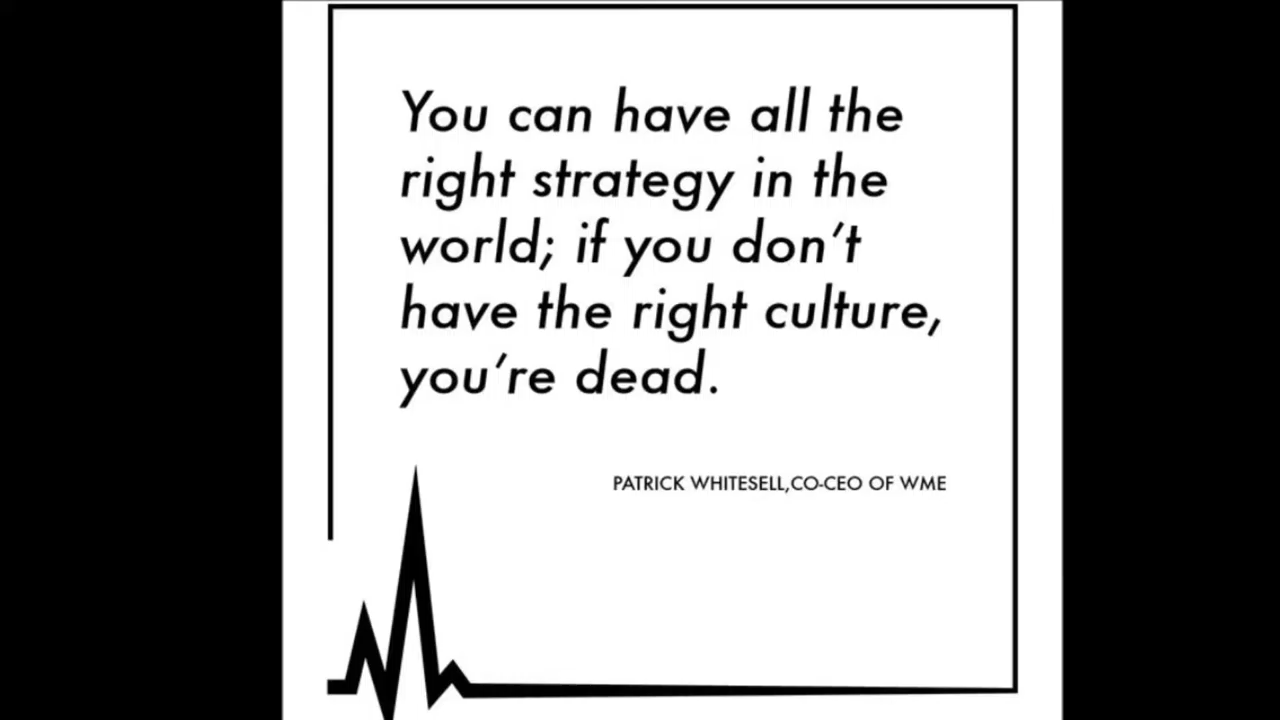 You can have all the
right strategy in the
world; if you don’t
have the right culture,
you’re dead.
PATRICK WHITESELL,CO-CEO OF WME